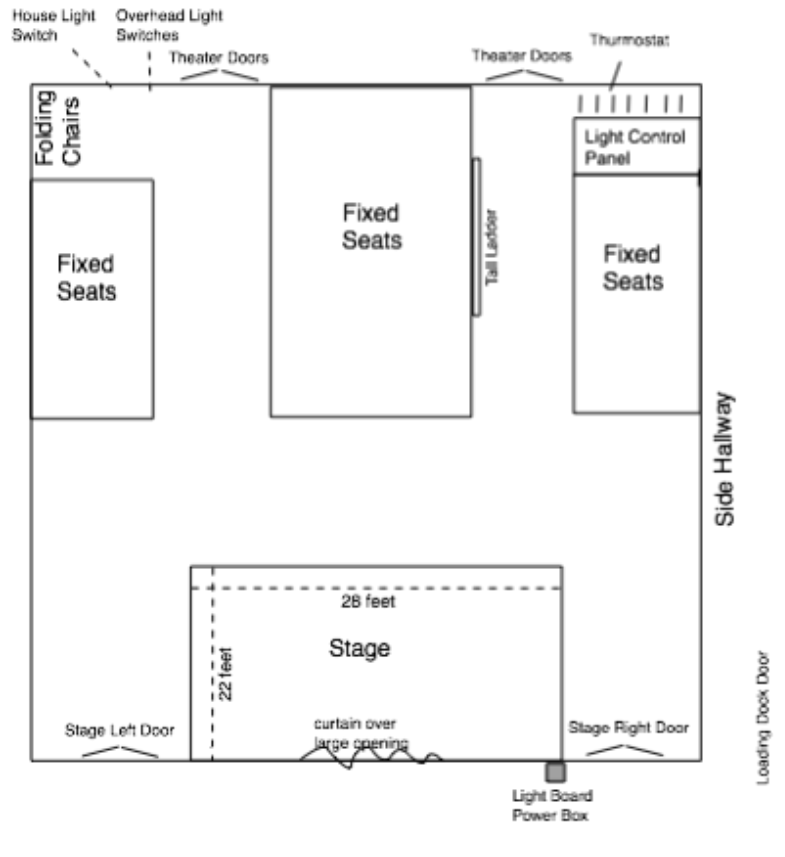 House Light
Switch
Overhead Light
Switches
Theater Doors
Theater Doors
Thurmostat
Folding
Chairs
Light Control
Panel
Fixed
Seats
Fixed
Seats
Tall Ladder
Fixed
Seats
Side Hallway
28 feet
Stage
22 feet
curtain over
large opening
Stage Left Door
Stage Right Door
Loading Dock Door
Light Board
Power Box